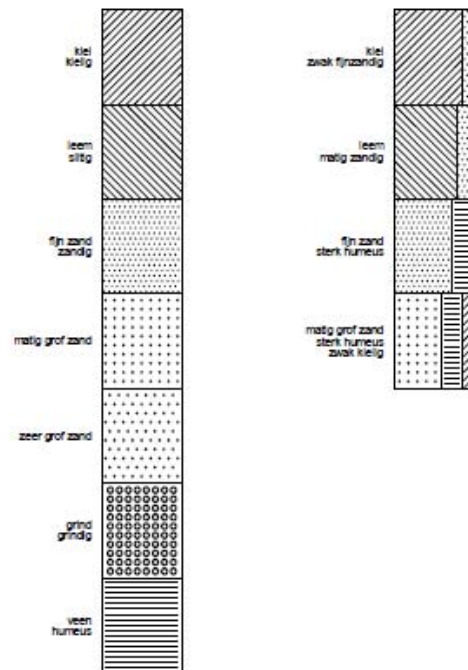 klei
kleiig
leem
siltig
fijn zand
zandig
matig grof zand
zeer grof zand
grind
grindig
veen
humeus
klei
zwak fijnzandig
leem
matig zandig
fijn zand
sterk humeus
matig grof zand
sterk humeus
zwak kleiig